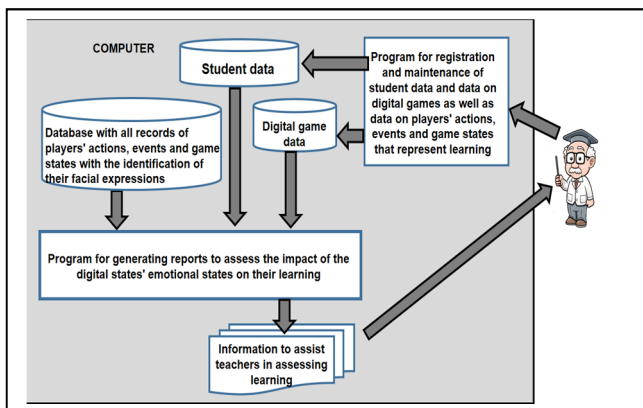 COMPUTER
Student data
Program for registration
and maintenance of
student data and data on
digital games as well as
data on players' actions,
events and game states
that represent learning
Digital game
data
Database with all records of
players' actions, events and game
states with the identification of
their facial expressions
Program for generating reports to assess the impact of the
digital states' emotional states on their learning
Information to assist
teachers in assessing
learning